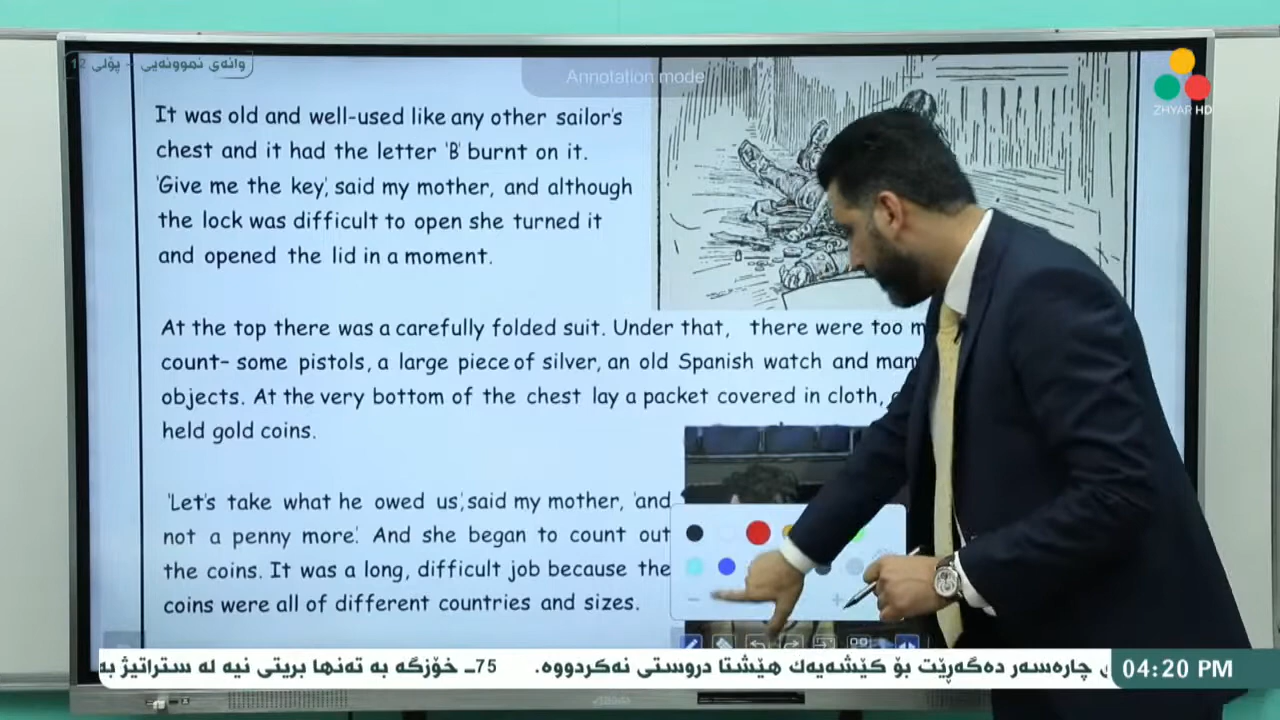 وانەی نموونەیی - پۆلی 12
Annotation mode
ZHYAR HD
It was old and well-used like any other sailor's
chest and it had the letter 'B' burnt on it.
'Give me the key', said my mother, and although
the lock was difficult to open she turned it
and opened the lid in a moment.
At the top there was a carefully folded suit. Under that, there were too
count- some pistols, a large piece of silver, an old Spanish watch and
objects. At the very bottom of the chest lay a packet covered in cloth,
held gold coins.
'Let's take what he owed us', said my mother, 'and
not a penny more'. And she began to count out
the coins. It was a long, difficult job because the
coins were all of different countries and sizes.
چارەسەر دەگەڕێت بۆ کێشەیەك هێشتا دروستی نەکردووە. 75ـ خۆزگە بە تەنها بریتی نیە لە ستراتیژ بە
04:20 PM